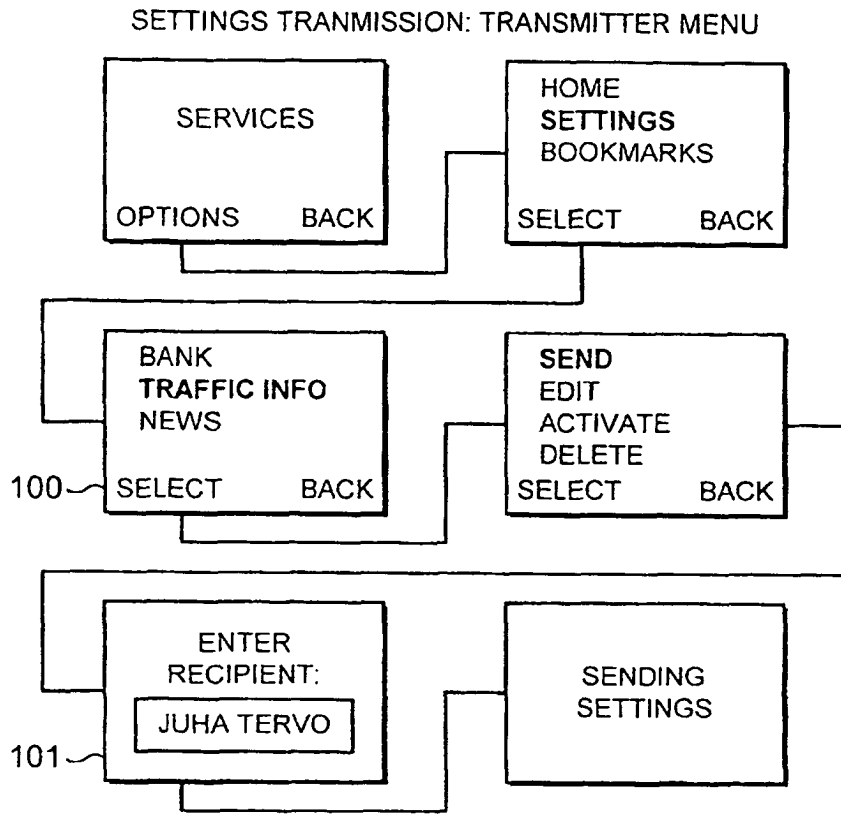 SETTINGS TRANMISSION: TRANSMITTER MENU
SERVICES
OPTIONS BACK
HOME
SETTINGS
BOOKMARKS
SELECT BACK
BANK
TRAFFIC INFO
NEWS
100 SELECT BACK
SEND
EDIT
ACTIVATE
DELETE
SELECT BACK
ENTER
RECIPIENT:
JUHA TERVO
101
SENDING
SETTINGS